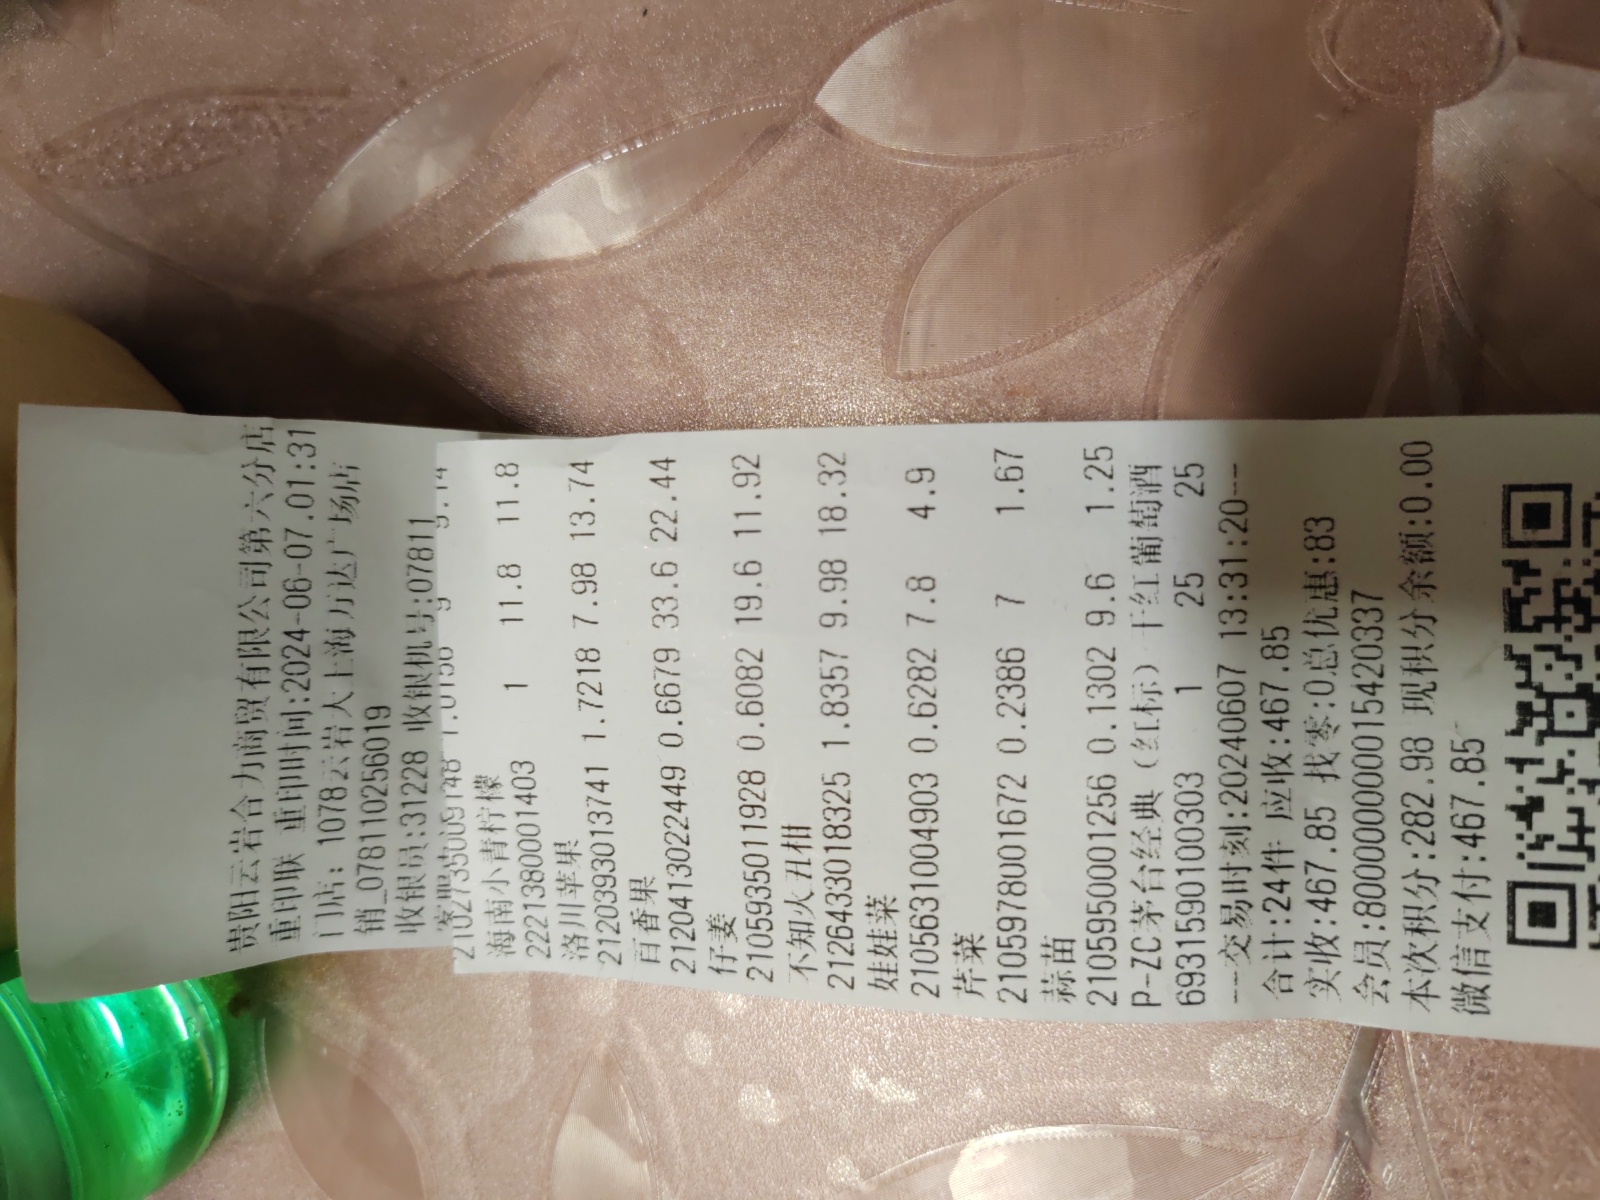 贵阳云岩合力商贸有限公司第六分店
重印联 重印时间:2024-06-07.01:31
门店: 1078云岩大上海万达广场店
销_078110256019
收银员:31228 收银机号:07811
海南小青柠檬
2221380001403 1 11.8 11.8
洛川苹果
2120393013741 1.7218 7.98 13.74
百香果
2120413022449 0.6679 33.6 22.44
仔姜
2105935011928 0.6082 19.6 11.92
不知火丑柑
2126433018325 1.8357 9.98 18.32
娃娃菜
2105631004903 0.6282 7.8 4.9
芹菜
2105978001672 0.2386 7 1.67
蒜苗
2105950001256 0.1302 9.6 1.25
P-ZC茅台经典(红标)干红葡萄酒
6931590100303 1 25 25
---交易时刻:20240607 13:31:20---
合计:24件 应收:467.85
实收:467.85 找零:0总优惠:83
会员:80000000015420337
本次积分:282.98 现积分余额:0.00
微信支付:467.85